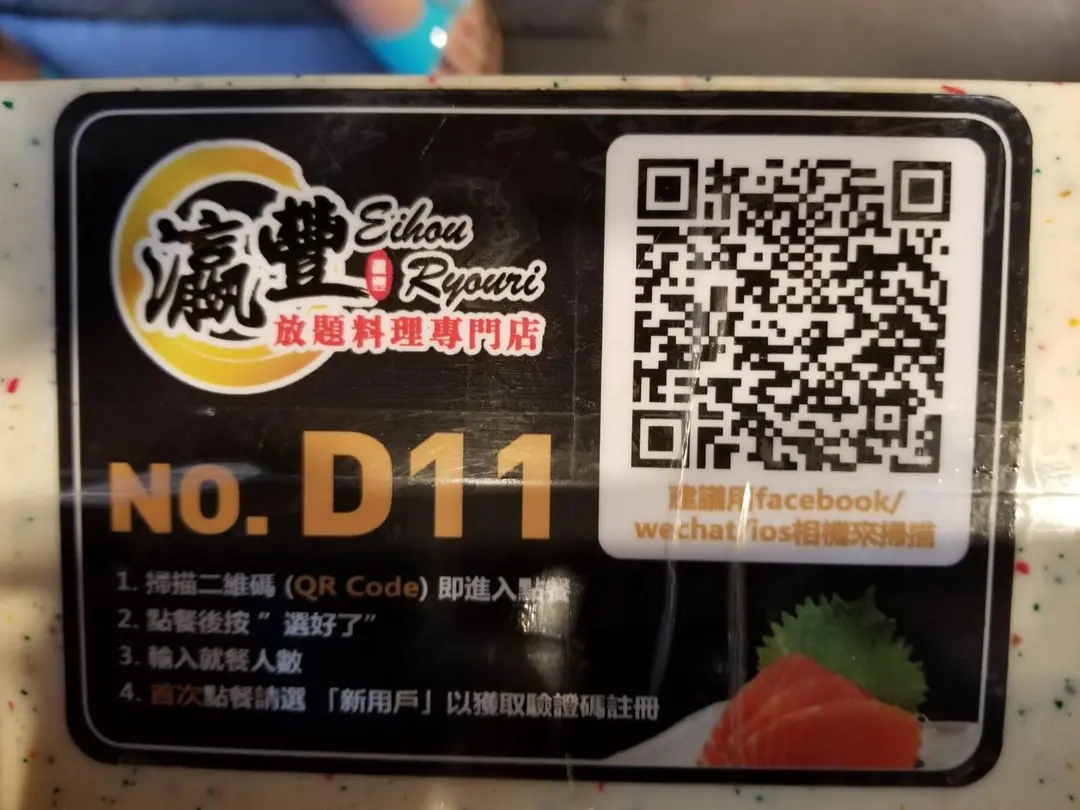 瀛豐
Eihou
Ryouri
放題料理專門店
No. D11
建議用facebook/
wechat/ios相機來掃描
1. 掃描二維碼 (QR Code) 即進入點餐
2. 點餐後按 " 選好了"
3. 輸入就餐人數
4. 首次點餐請選 「新用戶」以獲取驗證碼註冊